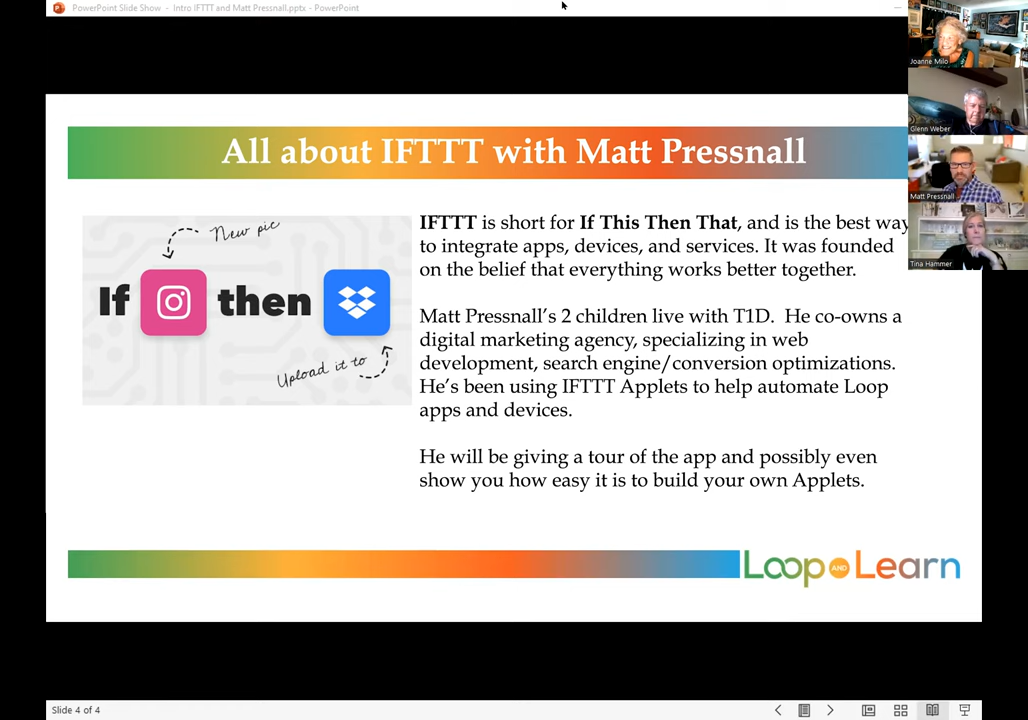 PowerPoint Slide Show - Intro IFTTT and Matt Pressnall.pptx - PowerPoint
Joanne Milo
Glenn Weber
Matt Pressnall
Tina Hammer
All about IFTTT with Matt Pressnall
New pic
If then
Upload it to
IFTTT is short for If This Then That, and is the best way
to integrate apps, devices, and services. It was founded
on the belief that everything works better together.
Matt Pressnall’s 2 children live with T1D. He co-owns a
digital marketing agency, specializing in web
development, search engine/conversion optimizations.
He’s been using IFTTT Applets to help automate Loop
apps and devices.
He will be giving a tour of the app and possibly even
show you how easy it is to build your own Applets.
Loop AND Learn
Slide 4 of 4